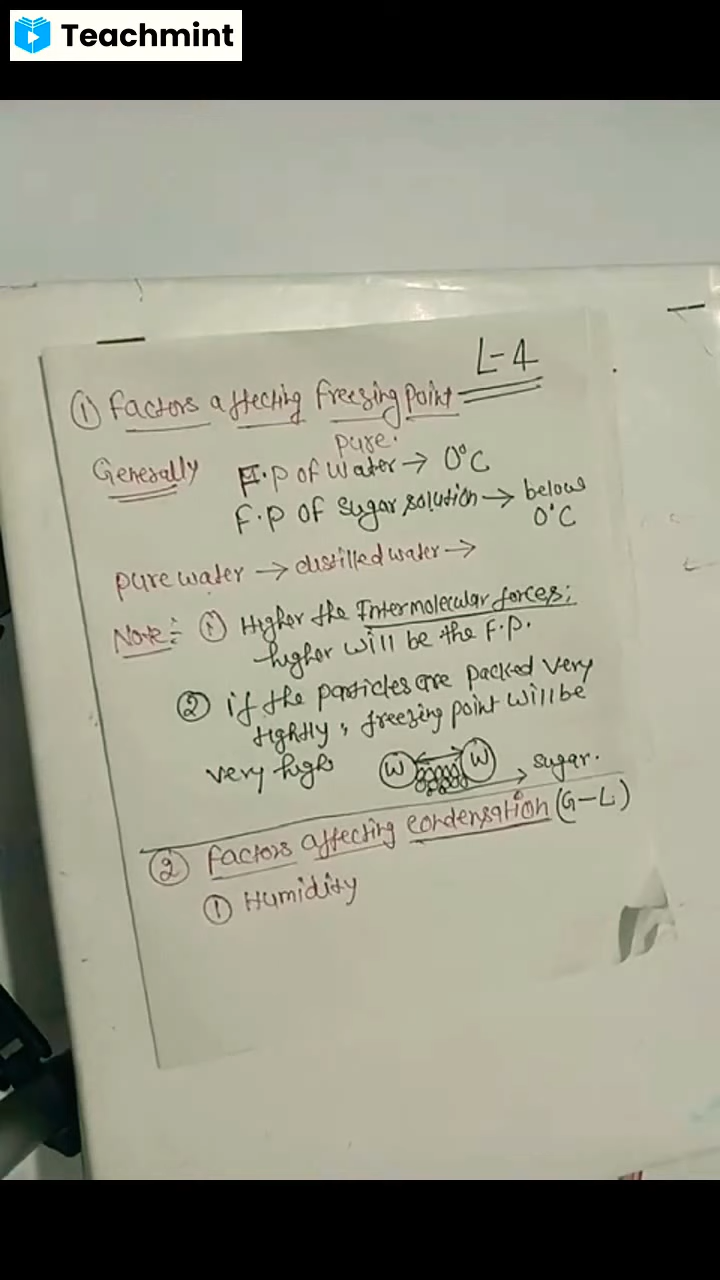 Teachmint
L-4
① Factors affecting freezing point
pure.
Generally F.P of water → 0°C
F.P OF sugar solution → below
0°C
pure water → distilled water →
Note:- ① Higher the Intermolecular forces;
higher will be the F.P.
② if the particles are packed very
tightly, freezing point will be
very high
W W sugar.
② Factors affecting condensation (G-L)
① Humidity